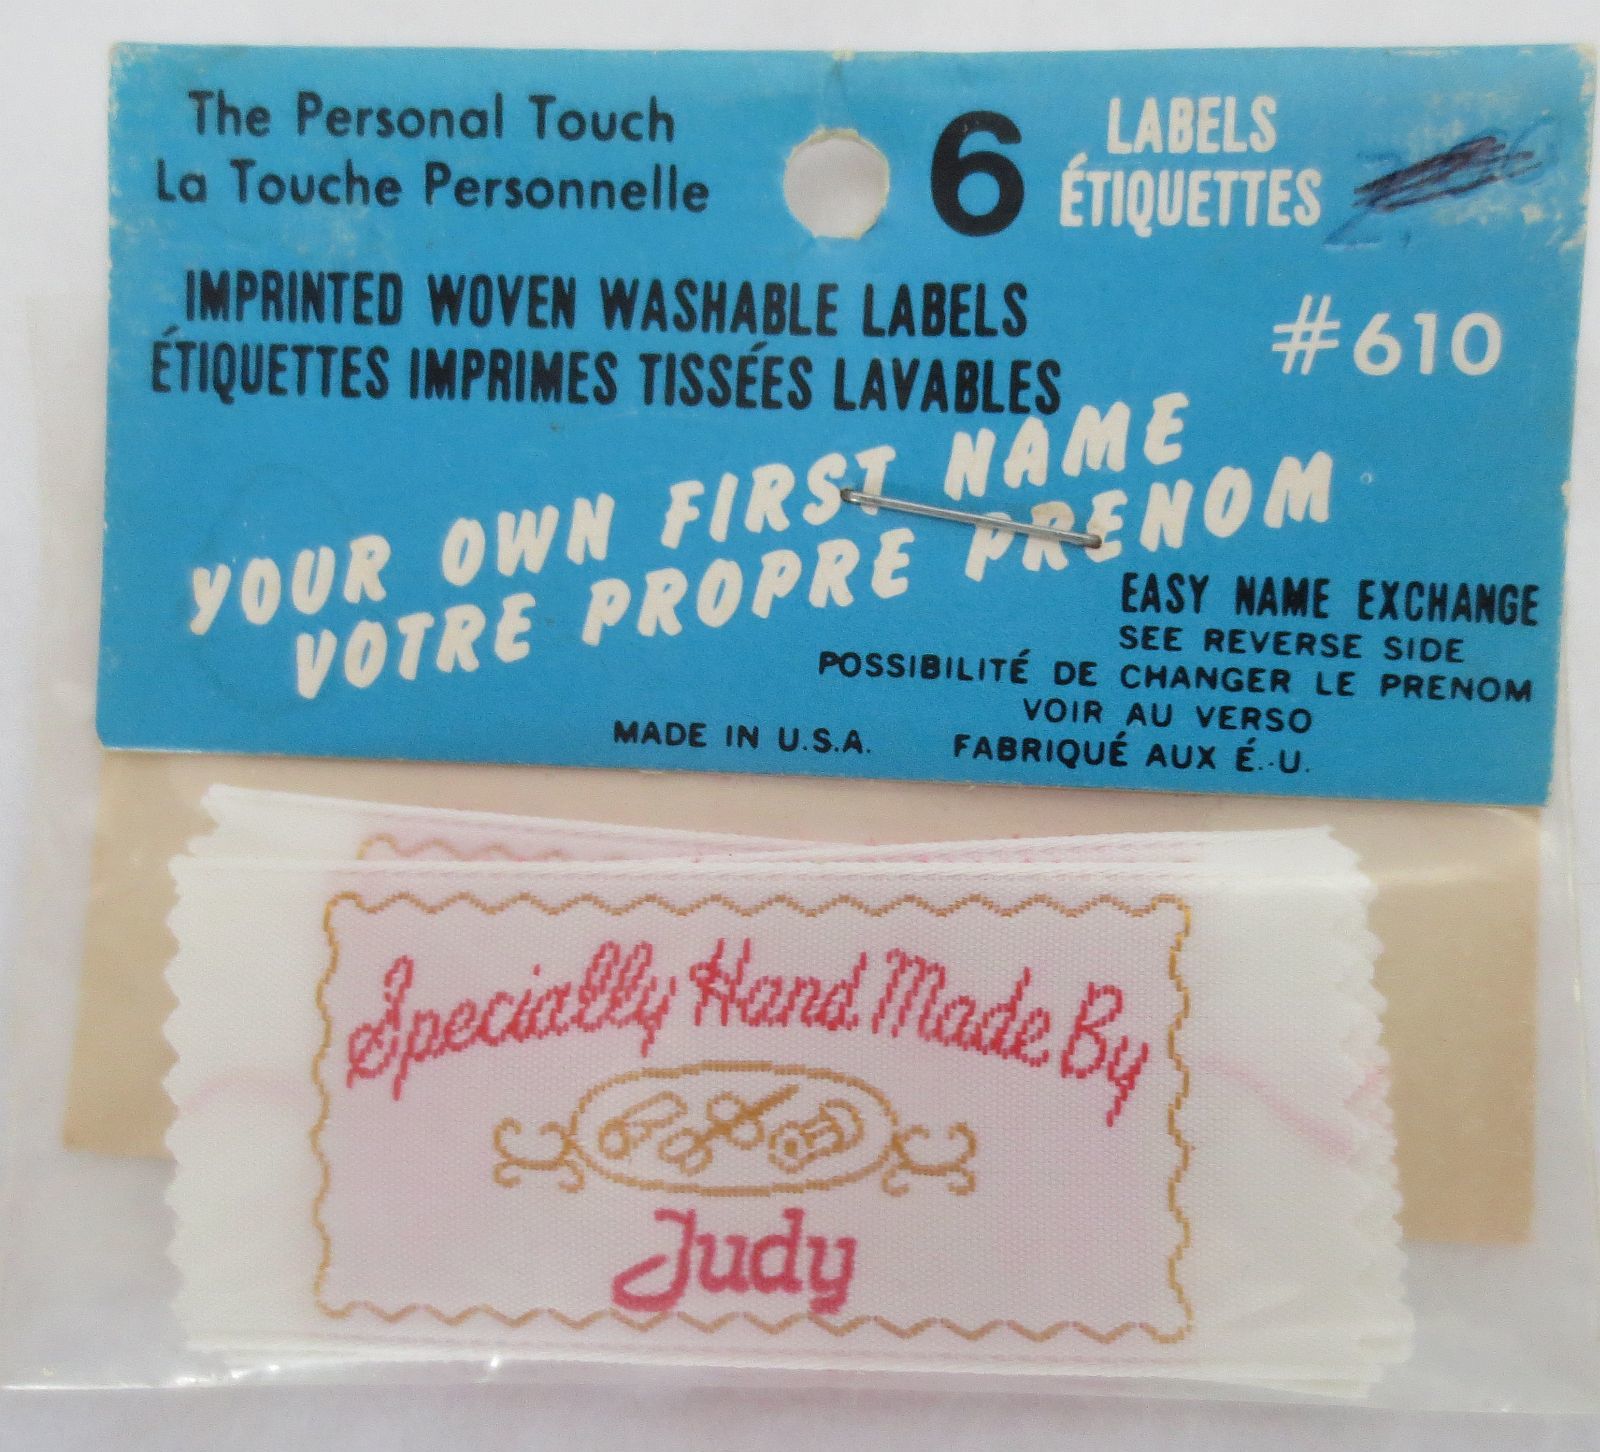 The Personal Touch
La Touche Personnelle
6
LABELS
ÉTIQUETTES
IMPRINTED WOVEN WASHABLE LABELS
ÉTIQUETTES IMPRIMES TISSÉES LAVABLES
#610
YOUR OWN FIRST NAME
VOTRE PROPRE PRENOM
EASY NAME EXCHANGE
SEE REVERSE SIDE
POSSIBILITÉ DE CHANGER LE PRENOM
VOIR AU VERSO
MADE IN U.S.A.
FABRIQUÉ AUX É.-U.
Specially Hand Made By
Judy